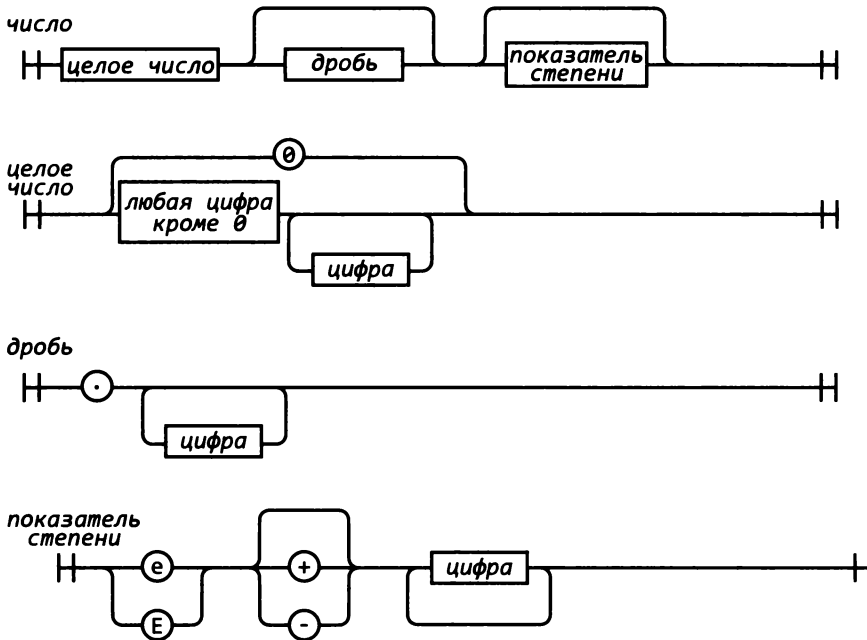 число
целое число
дробь
показатель
степени
целое
число
0
любая цифра
кроме 0
цифра
дробь
.
цифра
показатель
степени
e
+
цифра
E
-